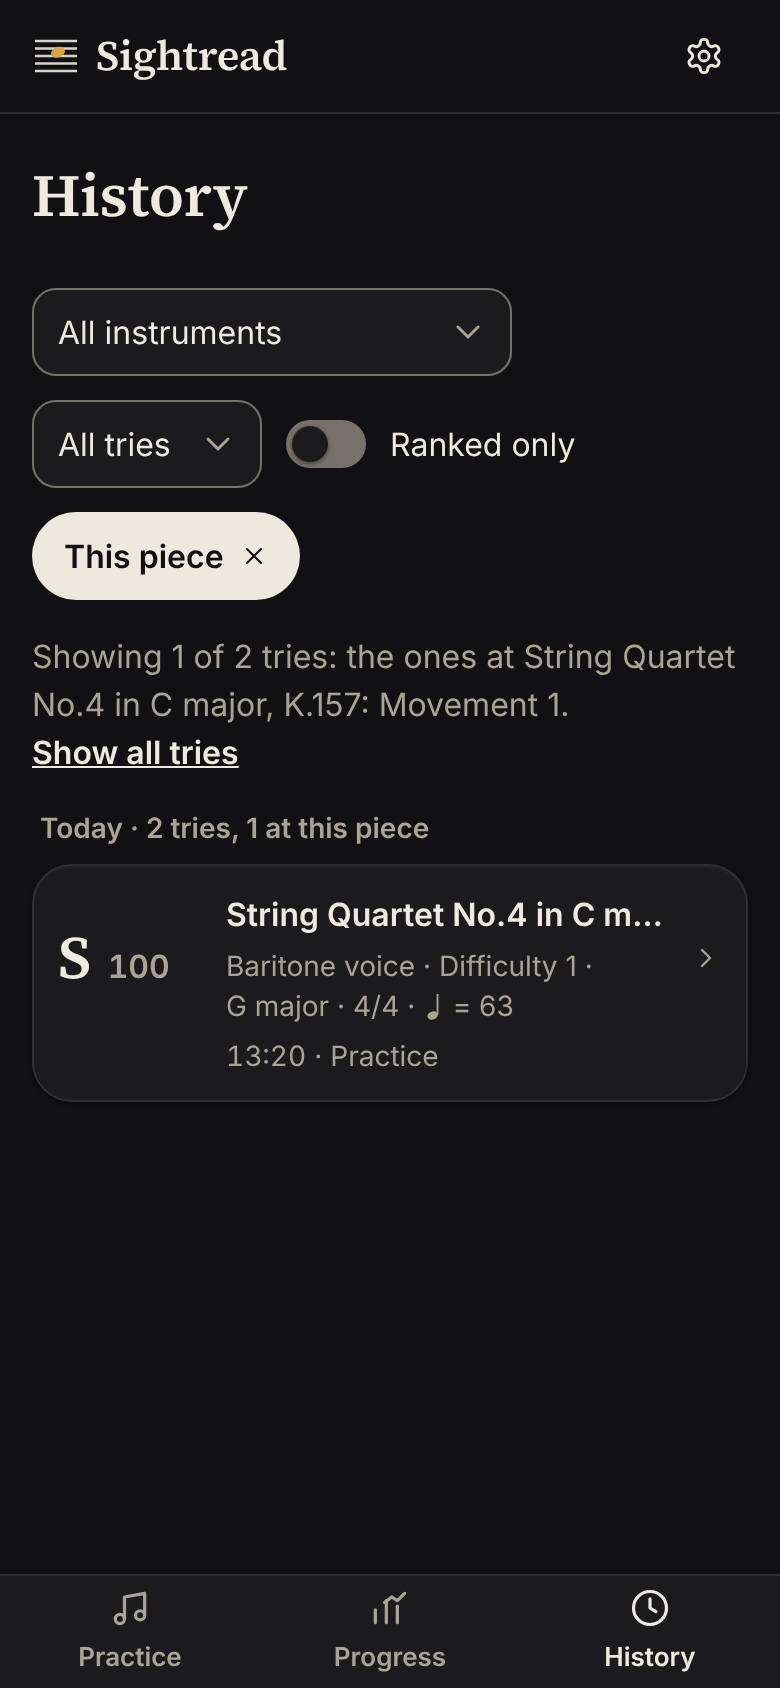 Sightread
History
All instruments
All tries
Ranked only
This piece ×
Showing 1 of 2 tries: the ones at String Quartet
No.4 in C major, K.157: Movement 1.
Show all tries
Today · 2 tries, 1 at this piece
S 100
String Quartet No.4 in C m…
Baritone voice · Difficulty 1 ·
G major · 4/4 · ♩ = 63
13:20 · Practice
Practice
Progress
History